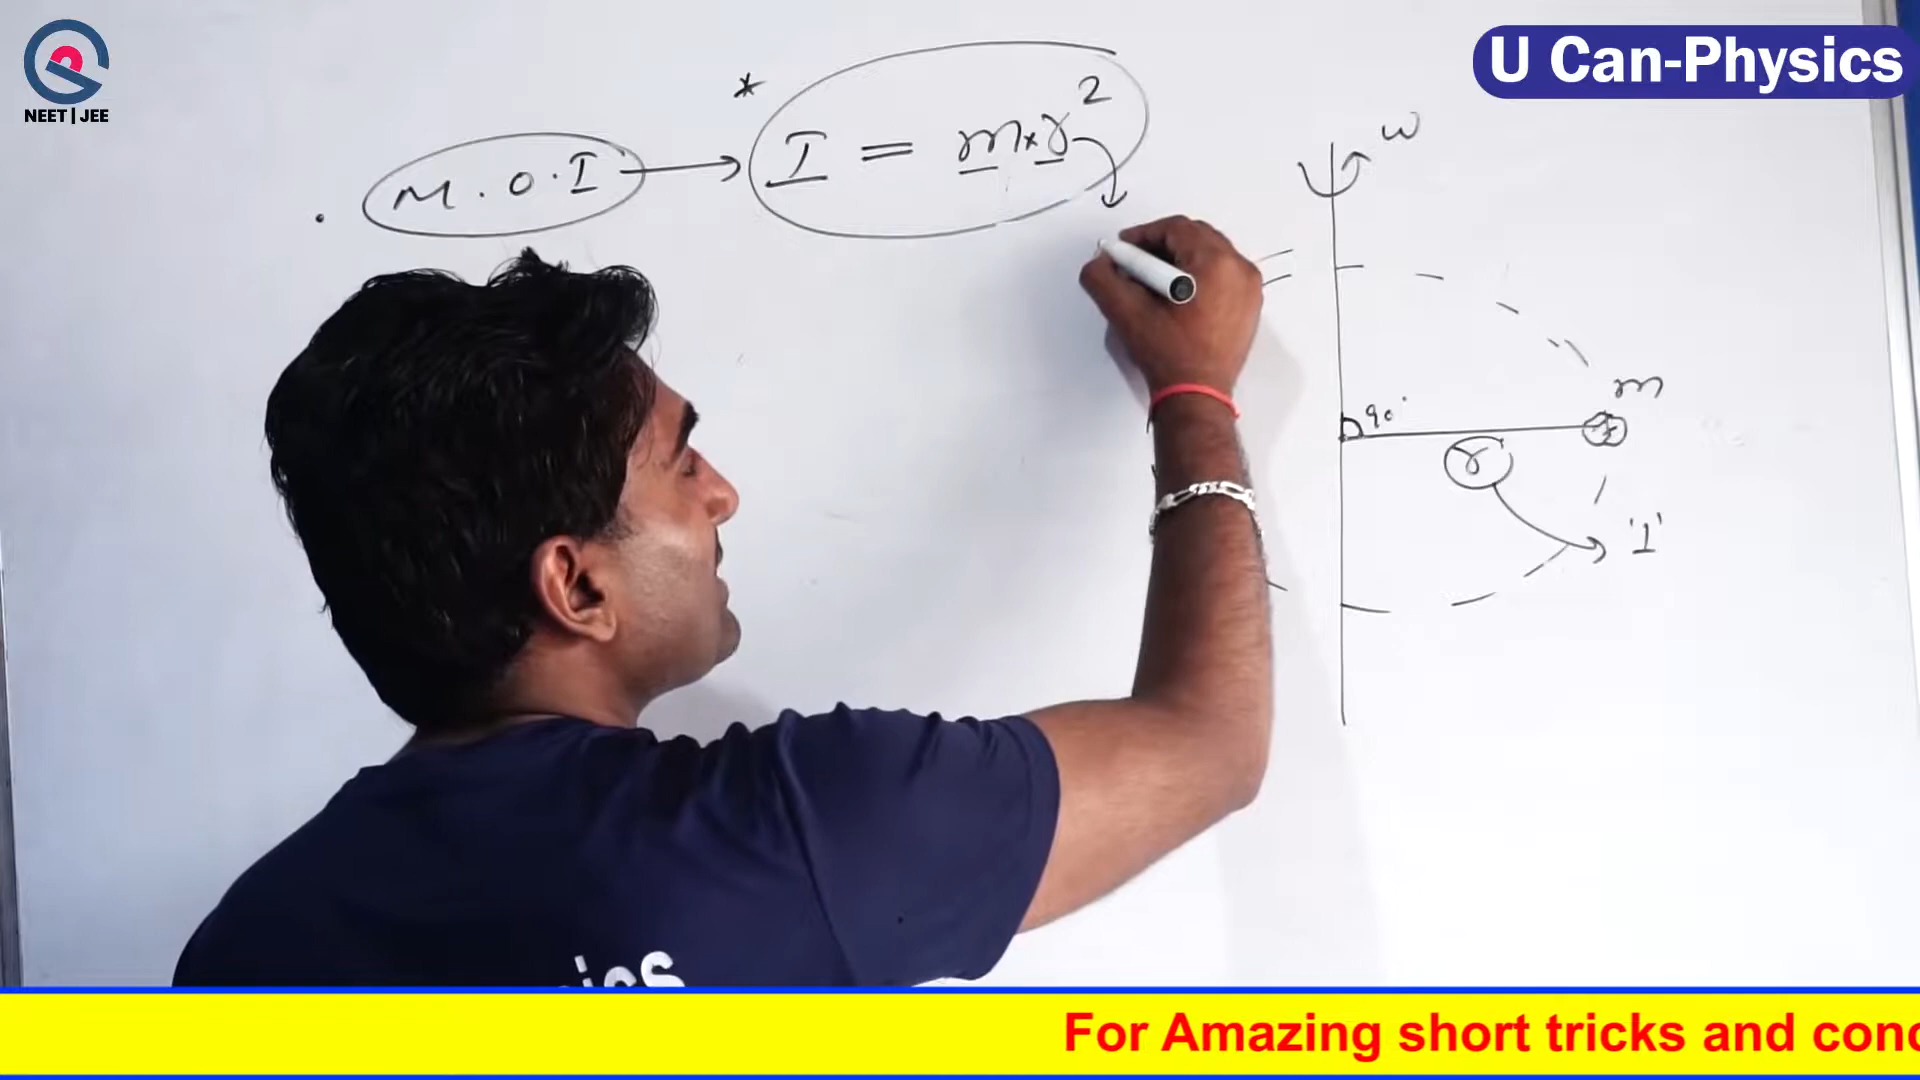 NEET|JEE
U Can-Physics
* I = m×r²
M.O.I
ω
m
90°
r
'I'
ics
For Amazing short tricks and conc